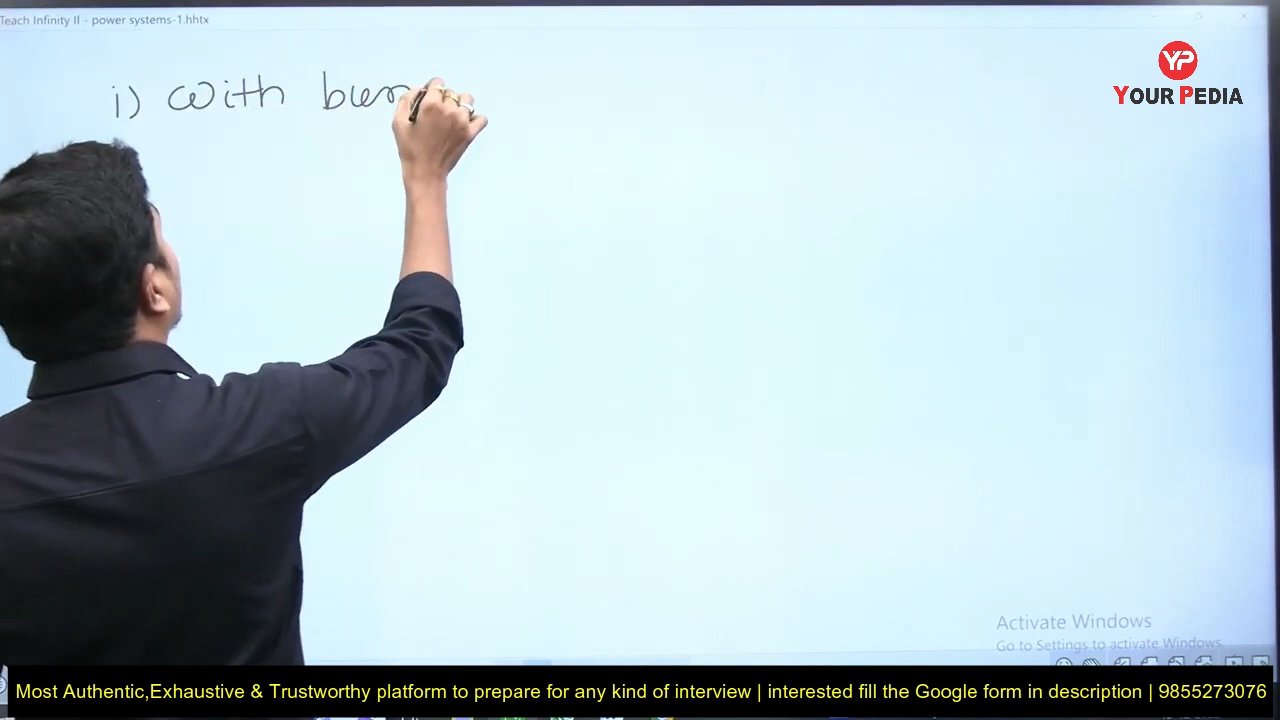 Teach Infinity II - power systems-1.hhtx
YP
YOUR PEDIA
i) With
Activate Windows
Go to Settings to activate Windows.
Most Authentic,Exhaustive & Trustworthy platform to prepare for any kind of interview | interested fill the Google form in description | 9855273076